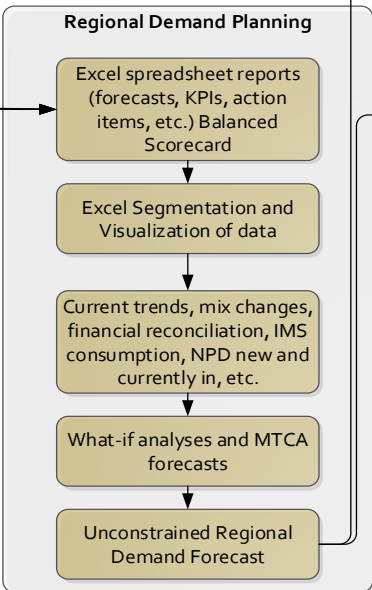 Regional Demand Planning
Excel spreadsheet reports
(forecasts, KPIs, action
items, etc.) Balanced
Scorecard
Excel Segmentation and
Visualization of data
Current trends, mix changes,
financial reconciliation, IMS
consumption, NPD new and
currently in, etc.
What-if analyses and MTCA
forecasts
Unconstrained Regional
Demand Forecast